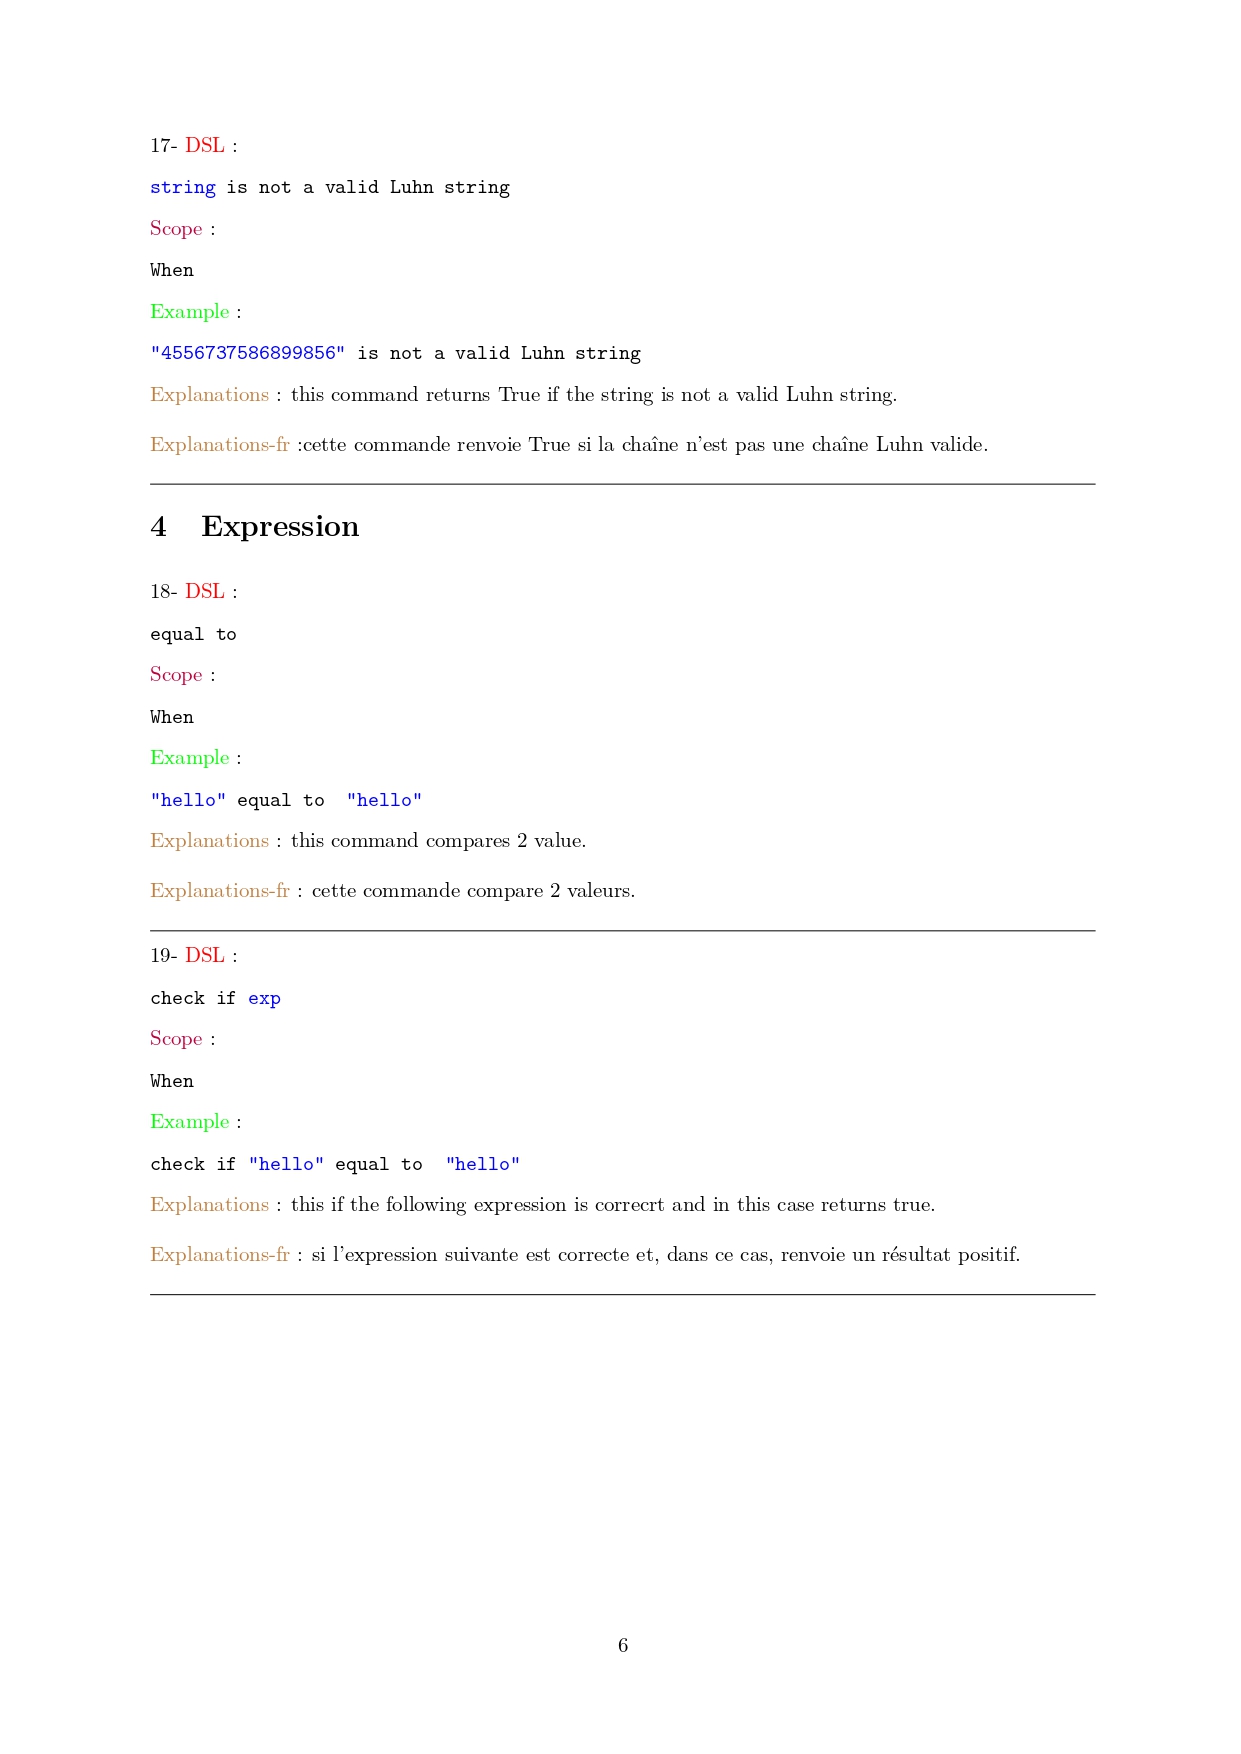 17- DSL :
string is not a valid Luhn string
Scope :
When
Example :
"4556737586899856" is not a valid Luhn string
Explanations : this command returns True if the string is not a valid Luhn string.
Explanations-fr :cette commande renvoie True si la chaîne n'est pas une chaîne Luhn valide.
4 Expression
18- DSL :
equal to
Scope :
When
Example :
"hello" equal to "hello"
Explanations : this command compares 2 value.
Explanations-fr : cette commande compare 2 valeurs.
19- DSL :
check if exp
Scope :
When
Example :
check if "hello" equal to "hello"
Explanations : this if the following expression is correcrt and in this case returns true.
Explanations-fr : si l'expression suivante est correcte et, dans ce cas, renvoie un résultat positif.
6